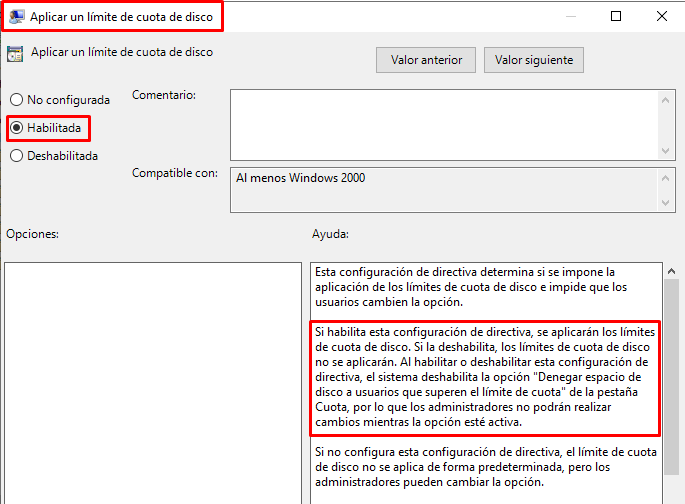 Aplicar un límite de cuota de disco
Aplicar un límite de cuota de disco
Valor anterior
Valor siguiente
No configurada
Comentario:
Habilitada
Deshabilitada
Compatible con:
Al menos Windows 2000
Opciones:
Ayuda:
Esta configuración de directiva determina si se impone la
aplicación de los límites de cuota de disco e impide que los
usuarios cambien la opción.
Si habilita esta configuración de directiva, se aplicarán los límites
de cuota de disco. Si la deshabilita, los límites de cuota de disco
no se aplicarán. Al habilitar o deshabilitar esta configuración de
directiva, el sistema deshabilita la opción "Denegar espacio de
disco a usuarios que superen el límite de cuota" de la pestaña
Cuota, por lo que los administradores no podrán realizar
cambios mientras la opción esté activa.
Si no configura esta configuración de directiva, el límite de cuota
de disco no se aplica de forma predeterminada, pero los
administradores pueden cambiar la opción.